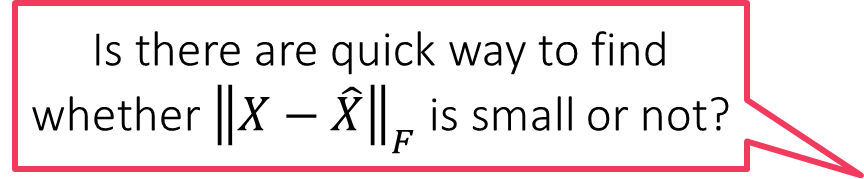 Is there are quick way to find
whether ‖X − X̂‖_F is small or not?